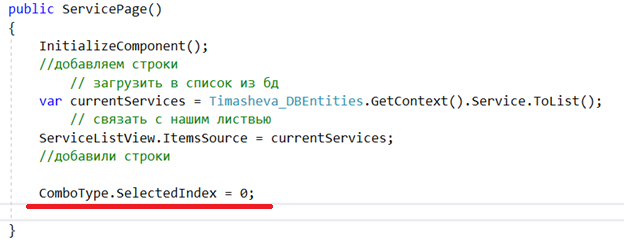 public ServicePage()
{
InitializeComponent();
//добавляем строки
// загрузить в список из бд
var currentServices = Timasheva_DBEntities.GetContext().Service.ToList();
// связать с нашим листвью
ServiceListView.ItemsSource = currentServices;
//добавили строки
ComboType.SelectedIndex = 0;
}